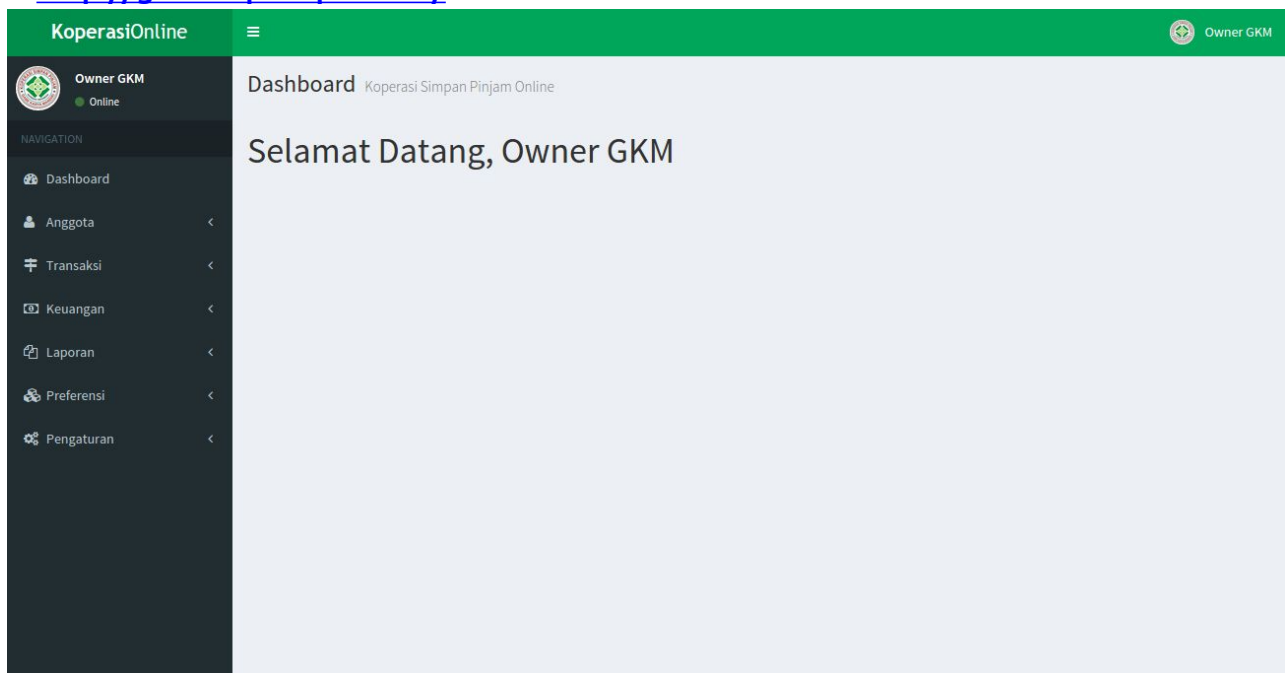 KoperasiOnline
Owner GKM
Owner GKM
Online
Dashboard Koperasi Simpan Pinjam Online
NAVIGATION
Selamat Datang, Owner GKM
Dashboard
Anggota
Transaksi
Keuangan
Laporan
Preferensi
Pengaturan